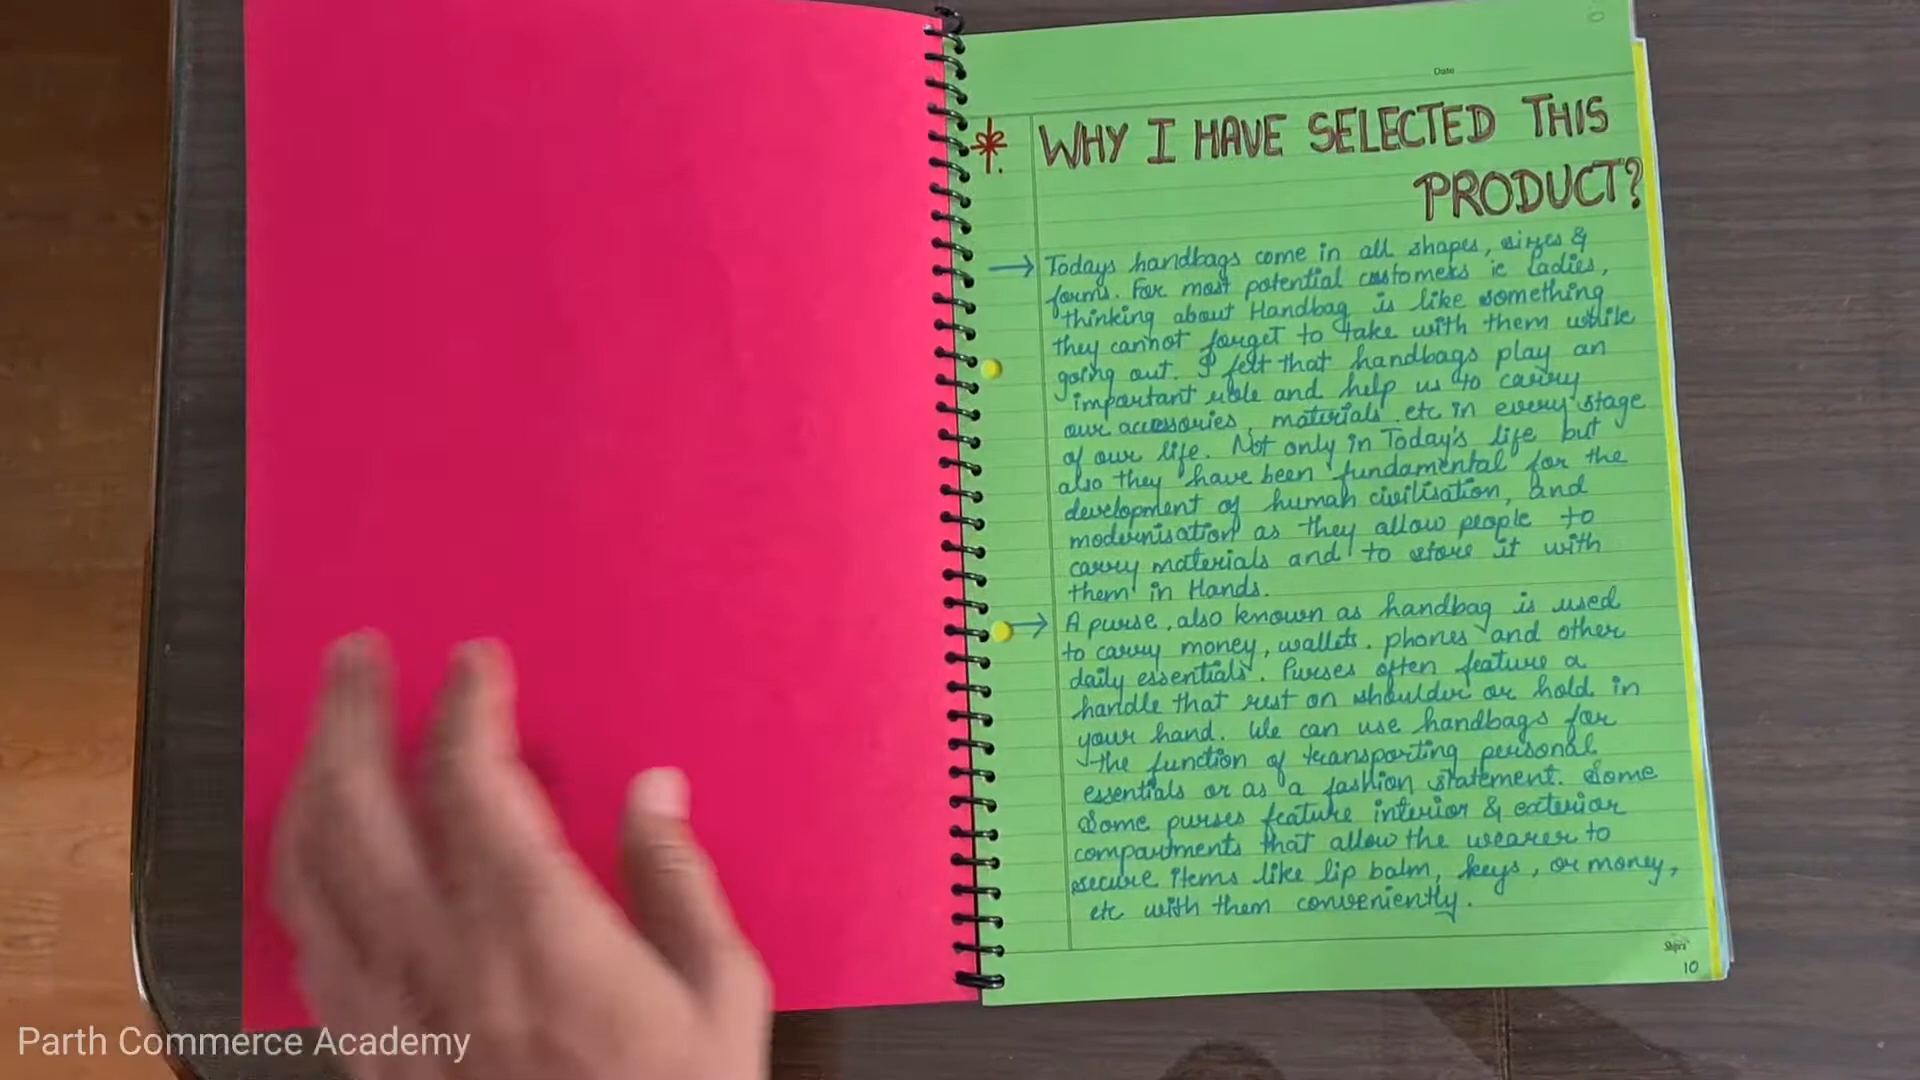 Date
*. WHY I HAVE SELECTED THIS
PRODUCT?
→ Todays handbags come in all shapes, sizes &
forms. For most potential customers ie Ladies,
thinking about Handbag is like something
they cannot forget to take with them while
going out. I felt that handbags play an
important role and help us to carry
our accessories, materials etc in every stage
of our life. Not only in Today's life but
also they have been fundamental for the
development of human civilisation, and
modernisation as they allow people to
carry materials and to store it with
them in Hands.
→ A purse, also known as handbag is used
to carry money, wallets, phones and other
daily essentials. Purses often feature a
handle that rest on shoulder or hold in
your hand. We can use handbags for
the function of transporting personal
essentials or as a fashion statement. Some
Some purses feature interior & exterior
compartments that allow the wearer to
secure items like lip balm, keys, or money,
etc with them conveniently.
Shipra
10
Parth Commerce Academy